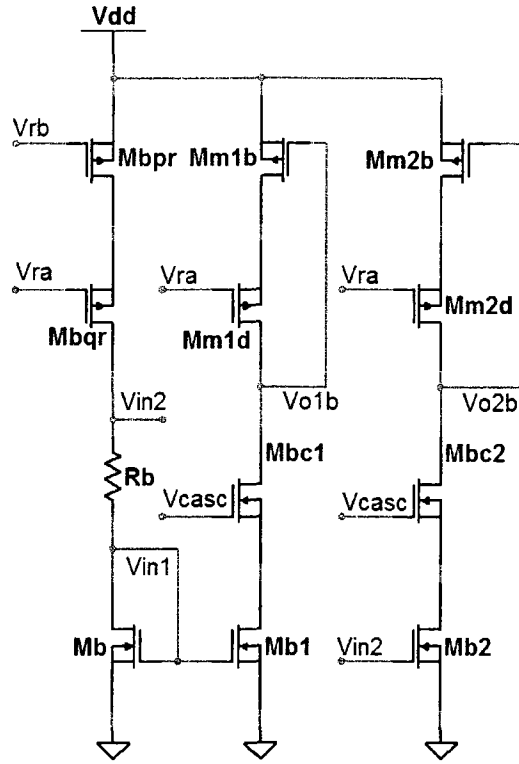 Vdd
Vrb
Mbpr
Mm1b
Mm2b
Vra
Vra
Vra
Mbqr
Mm1d
Mm2d
Vin2
Vo1b
Vo2b
Rb
Mbc1
Mbc2
Vcasc
Vcasc
Vin1
Mb
Mb1
Vin2
Mb2